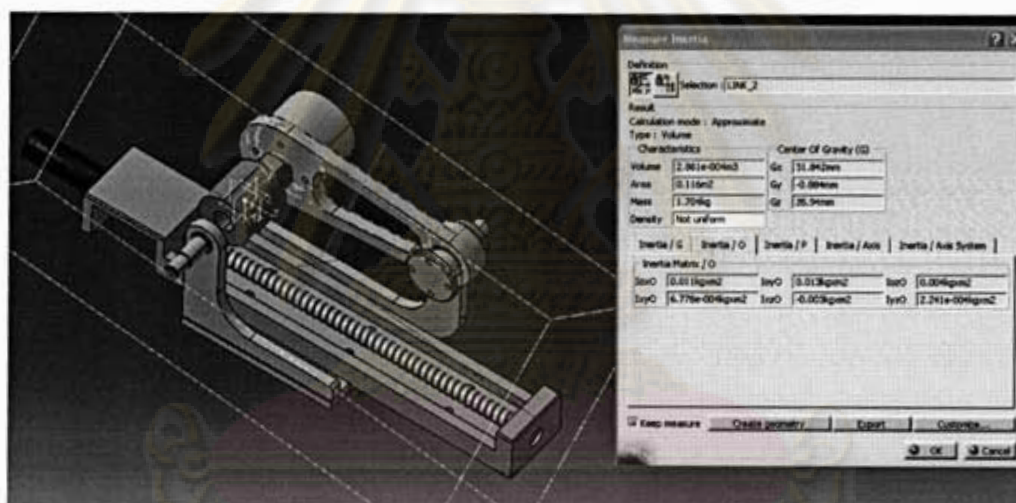 Measure Inertia
Definition
Selection : LINK_2
Result
Calculation mode : Approximate
Type : Volume
Characteristics Center Of Gravity (G)
Volume 2.861e-004m3 Gx 31.842mm
Area 0.116m2 Gy -0.884mm
Mass 1.704kg Gz 35.94mm
Density Not uniform
Inertia / G Inertia / O Inertia / P Inertia / Axis Inertia / Axis System
Inertia Matrix / O
IoxO 0.011kgxm2 IoyO 0.013kgxm2 IozO 0.004kgxm2
IxyO 6.778e-004kgxm2 IxzO -0.003kgxm2 IyzO 2.241e-004kgxm2
Keep measure Create geometry Export Customize...
OK Cancel